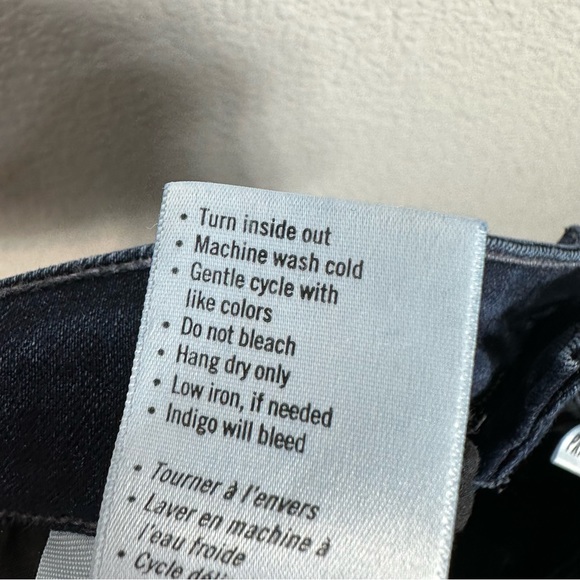 • Turn inside out
• Machine wash cold
• Gentle cycle with
like colors
• Do not bleach
• Hang dry only
• Low iron, if needed
• Indigo will bleed
• Tourner à l'envers
• Laver en machine à
l'eau froide
• Cycle